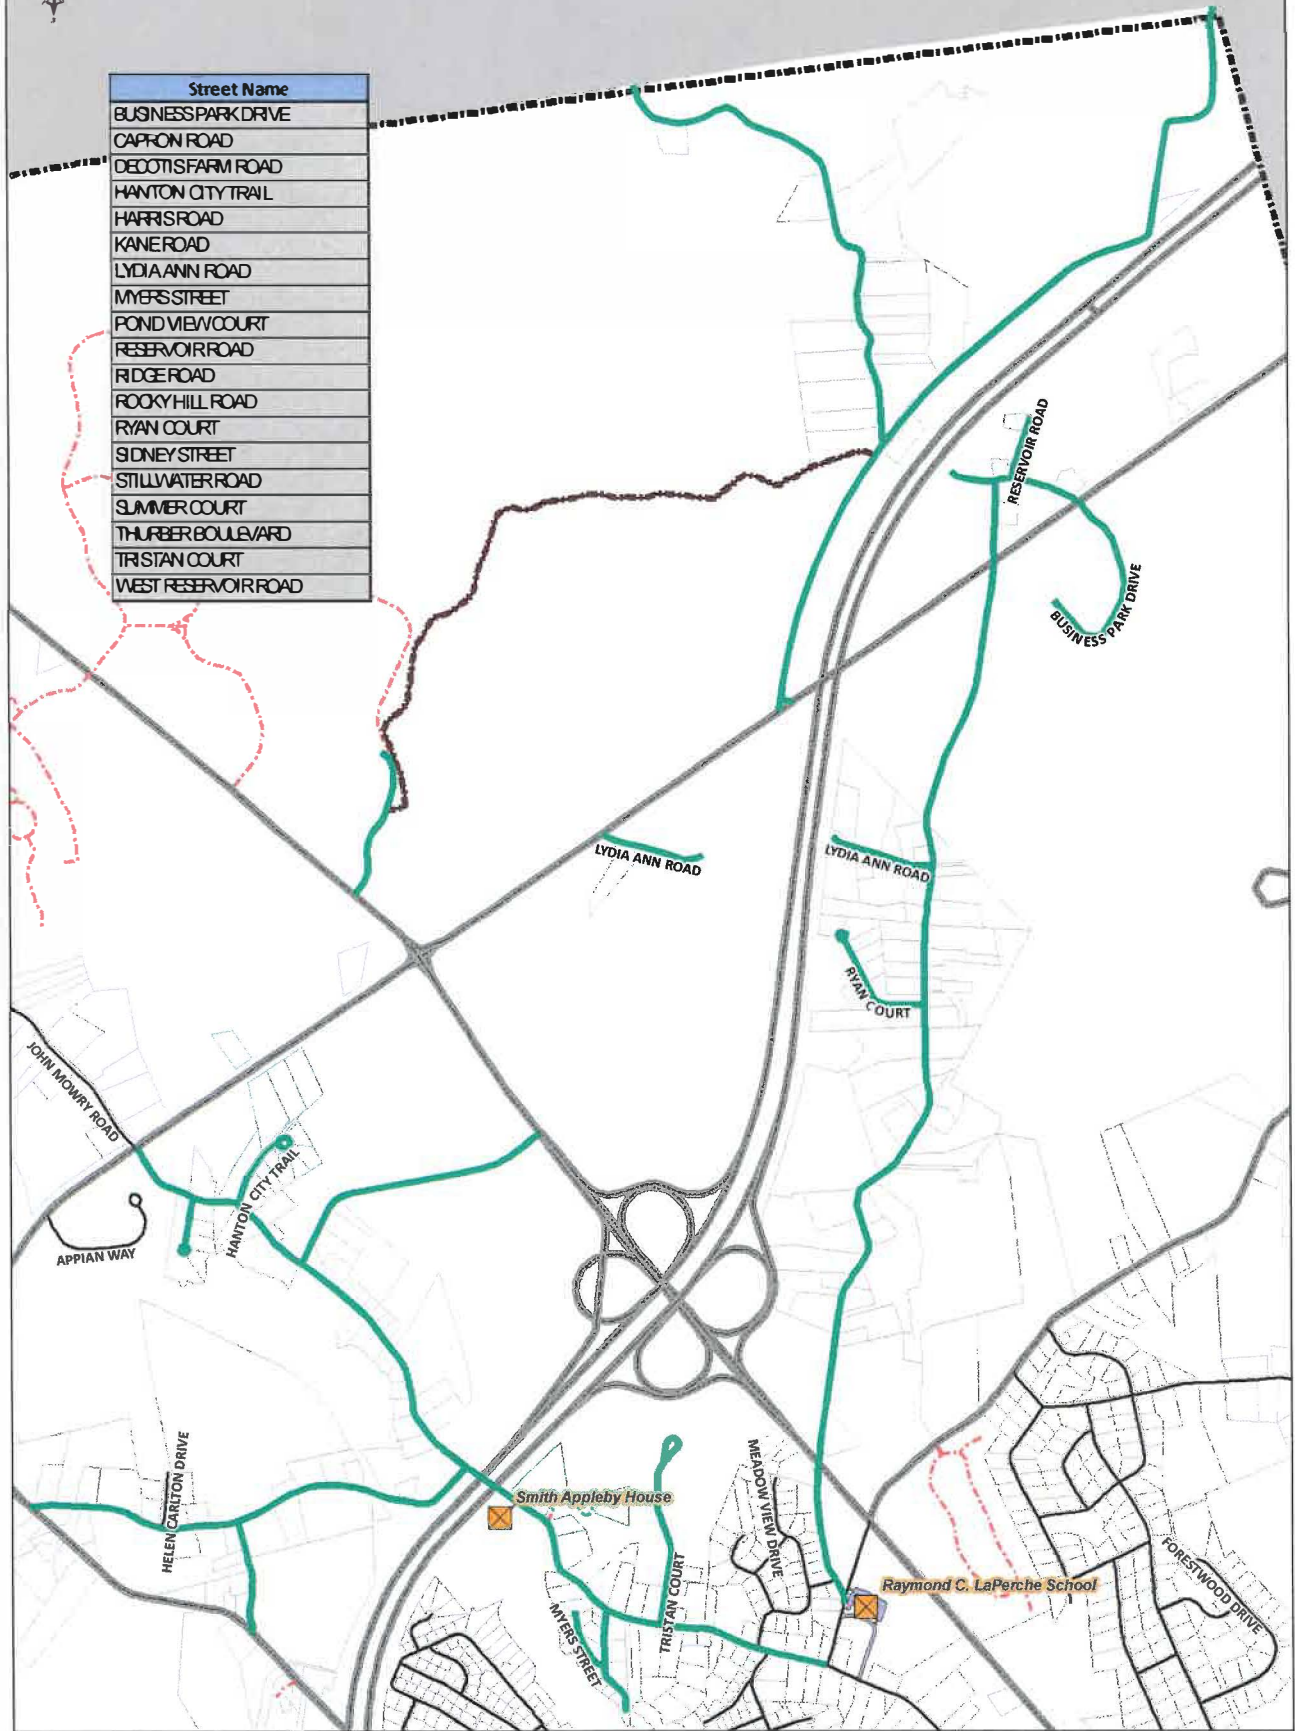 Street Name
BUSINESS PARK DRIVE
CAPRON ROAD
DECOTIS FARM ROAD
HANTON CITY TRAIL
HARRIS ROAD
KANE ROAD
LYDIA ANN ROAD
MYERS STREET
POND VIEW COURT
RESERVOIR ROAD
RIDGE ROAD
ROCKY HILL ROAD
RYAN COURT
SIDNEY STREET
STILLWATER ROAD
SUMMER COURT
THURBER BOULEVARD
TRISTAN COURT
WEST RESERVOIR ROAD
RESERVOIR ROAD
BUSINESS PARK DRIVE
LYDIA ANN ROAD
LYDIA ANN ROAD
RYAN COURT
JOHN MOWRY ROAD
HANTON CITY TRAIL
APPIAN WAY
HELEN CARLTON DRIVE
Smith Appleby House
MEADOW VIEW DRIVE
TRISTAN COURT
MYERS STREET
Raymond C. LaPerche School
FORESTWOOD DRIVE